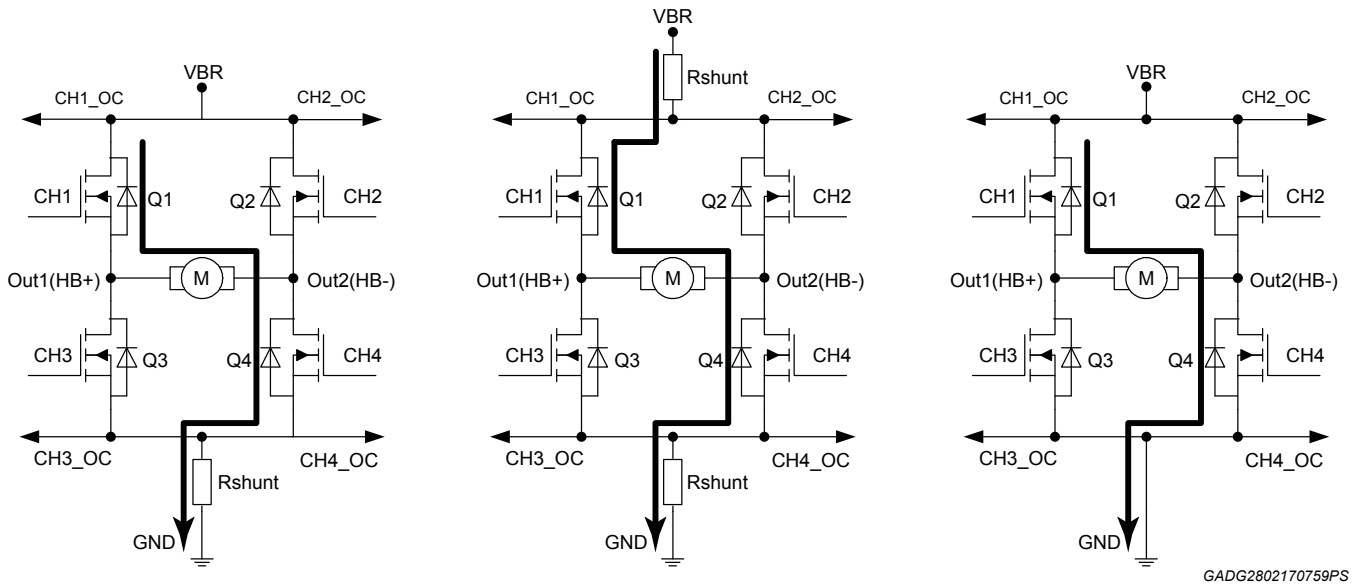 VBR
CH1_OC
CH2_OC
CH1
Q1
Q2
CH2
Out1(HB+)
M
Out2(HB-)
CH3
Q3
Q4
CH4
CH3_OC
CH4_OC
Rshunt
GND
VBR
Rshunt
CH1_OC
CH2_OC
CH1
Q1
Q2
CH2
Out1(HB+)
M
Out2(HB-)
CH3
Q3
Q4
CH4
CH3_OC
CH4_OC
Rshunt
GND
VBR
CH1_OC
CH2_OC
CH1
Q1
Q2
CH2
Out1(HB+)
M
Out2(HB-)
CH3
Q3
Q4
CH4
CH3_OC
CH4_OC
GND
GADG2802170759PS